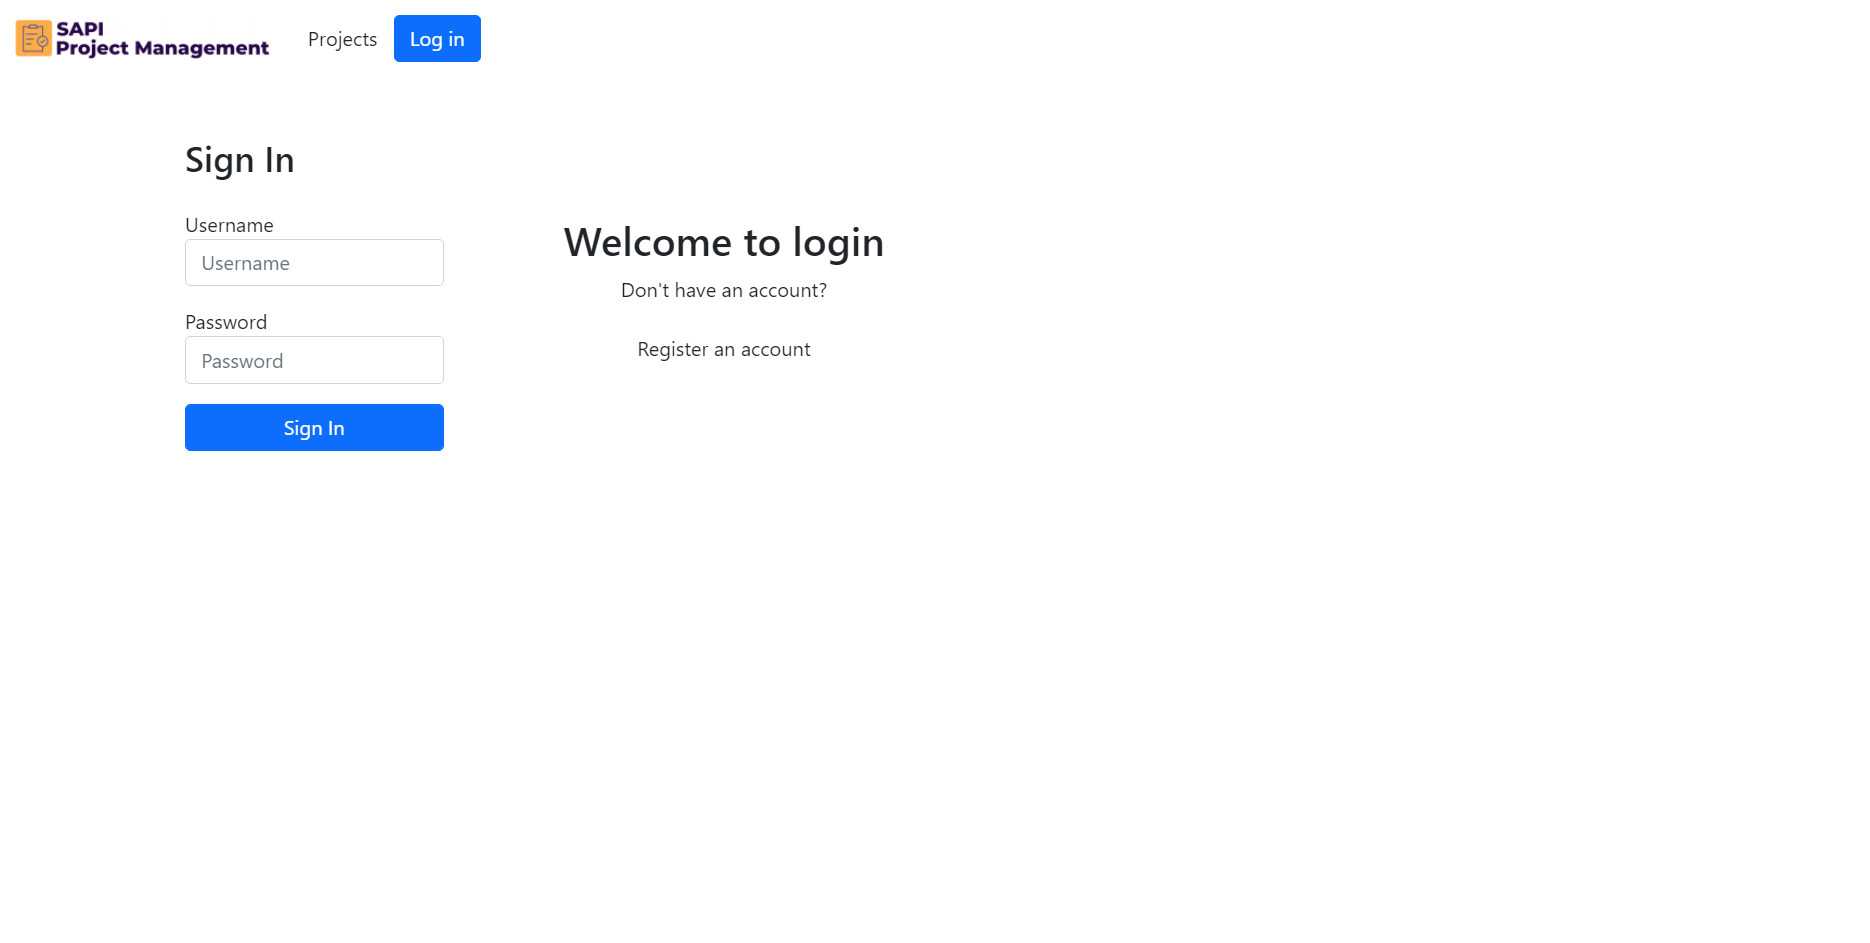 SAPI
Project Management
Projects
Log in
Sign In
Username
Username
Password
Password
Sign In
Welcome to login
Don't have an account?
Register an account